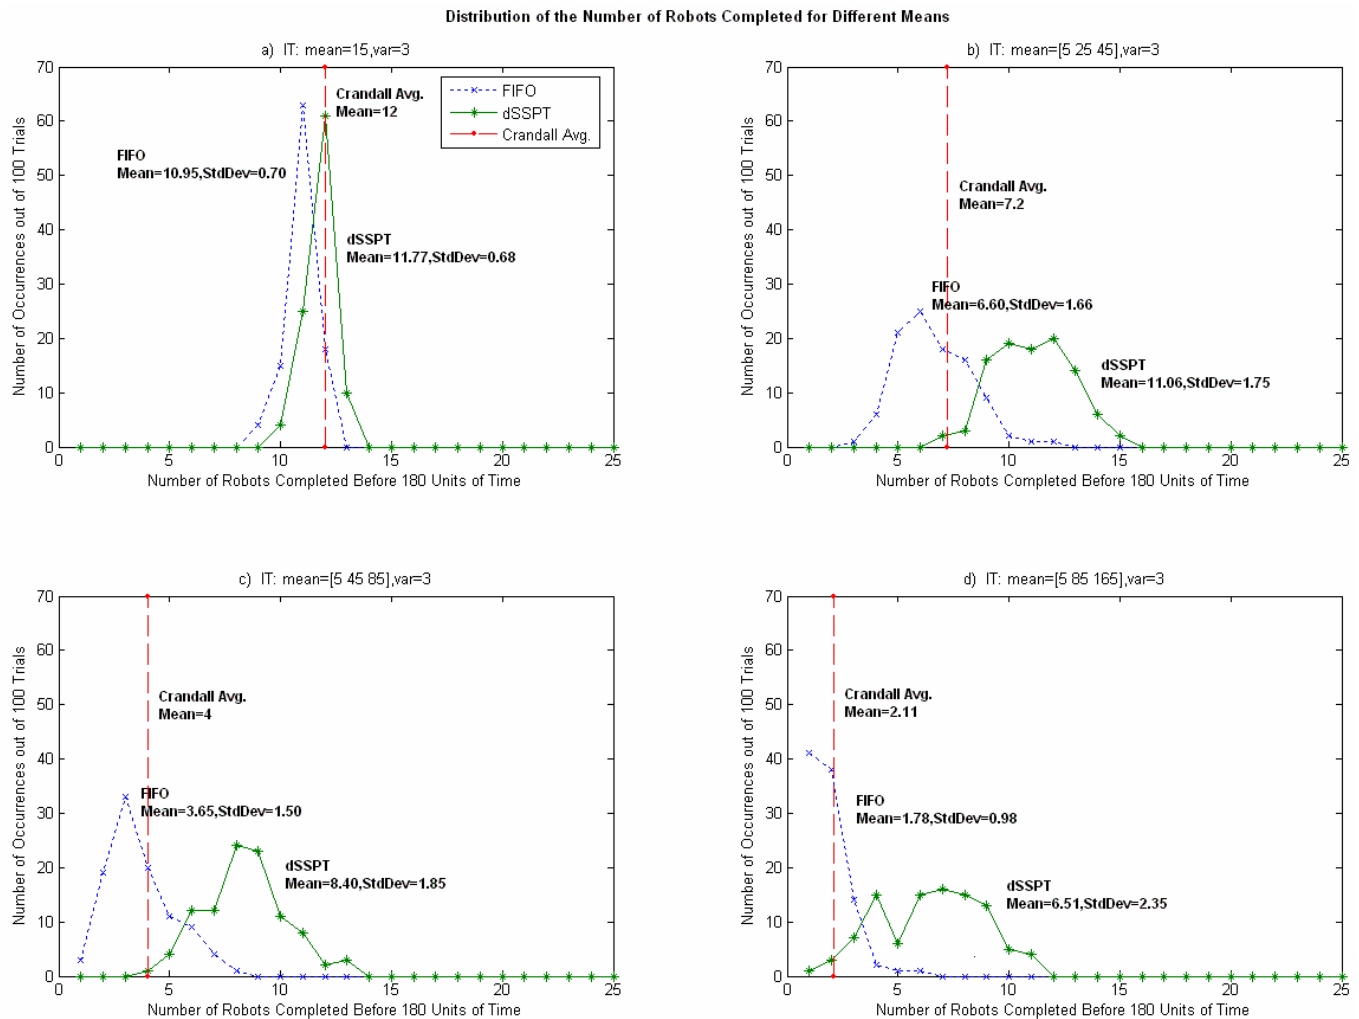 Distribution of the Number of Robots Completed for Different Means
a) IT: mean=15,var=3
70
60
50
40
30
20
10
0
0
5
10
15
20
25
Number of Occurrences out of 100 Trials
Number of Robots Completed Before 180 Units of Time
Crandall Avg.
Mean=12
FIFO
Mean=10.95,StdDev=0.70
dSSPT
Mean=11.77,StdDev=0.68
FIFO
dSSPT
Crandall Avg.
b) IT: mean=[5 25 45],var=3
70
60
50
40
30
20
10
0
0
5
10
15
20
25
Number of Occurrences out of 100 Trials
Number of Robots Completed Before 180 Units of Time
Crandall Avg.
Mean=7.2
FIFO
Mean=6.60,StdDev=1.66
dSSPT
Mean=11.06,StdDev=1.75
c) IT: mean=[5 45 85],var=3
70
60
50
40
30
20
10
0
0
5
10
15
20
25
Number of Occurrences out of 100 Trials
Number of Robots Completed Before 180 Units of Time
Crandall Avg.
Mean=4
FIFO
Mean=3.65,StdDev=1.50
dSSPT
Mean=8.40,StdDev=1.85
d) IT: mean=[5 85 165],var=3
70
60
50
40
30
20
10
0
0
5
10
15
20
25
Number of Occurrences out of 100 Trials
Number of Robots Completed Before 180 Units of Time
Crandall Avg.
Mean=2.11
FIFO
Mean=1.78,StdDev=0.98
dSSPT
Mean=6.51,StdDev=2.35